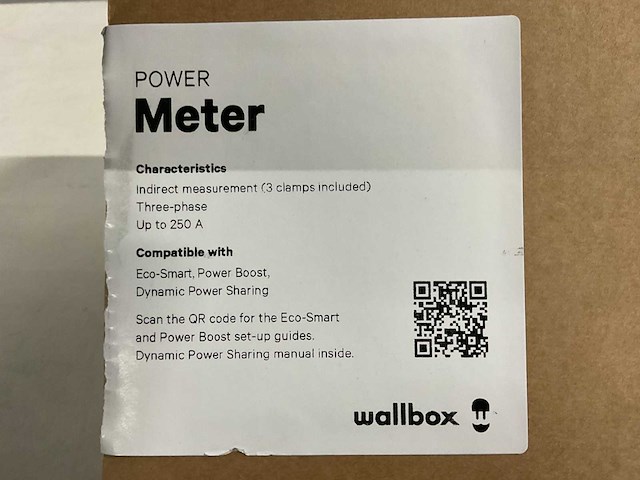 POWER
Meter
Characteristics
Indirect measurement (3 clamps included)
Three-phase
Up to 250 A
Compatible with
Eco-Smart, Power Boost,
Dynamic Power Sharing
Scan the QR code for the Eco-Smart
and Power Boost set-up guides.
Dynamic Power Sharing manual inside.
wallbox